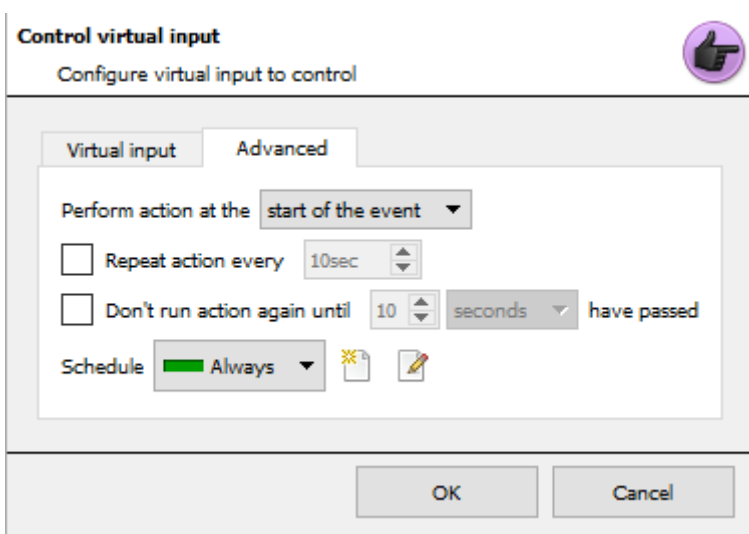 Control virtual input
Configure virtual input to control
Virtual input Advanced
Perform action at the start of the event
Repeat action every 10sec
Don't run action again until 10 seconds have passed
Schedule Always
OK Cancel